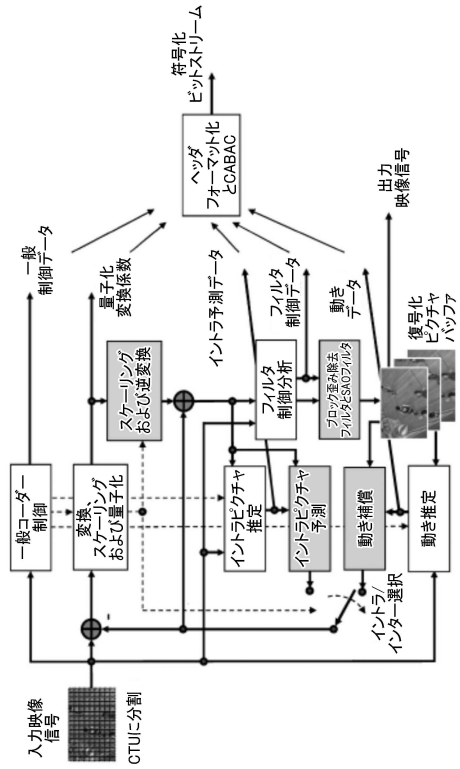 入力映像
信号
CTUに分割
一般コーダー
制御
変換、
スケーリング
および量子化
スケーリング
および逆変換
イントラピクチャ
推定
イントラピクチャ
予測
動き補償
動き推定
イントラ/
インター選択
フィルタ
制御分析
ブロック歪み除去
フィルタとSAOフィルタ
一般
制御データ
量子化
変換係数
イントラ予測データ
フィルタ
制御データ
動き
データ
復号化
ピクチャ
バッファ
ヘッダ
フォーマット化
とCABAC
符号化
ビットストリーム
出力
映像信号